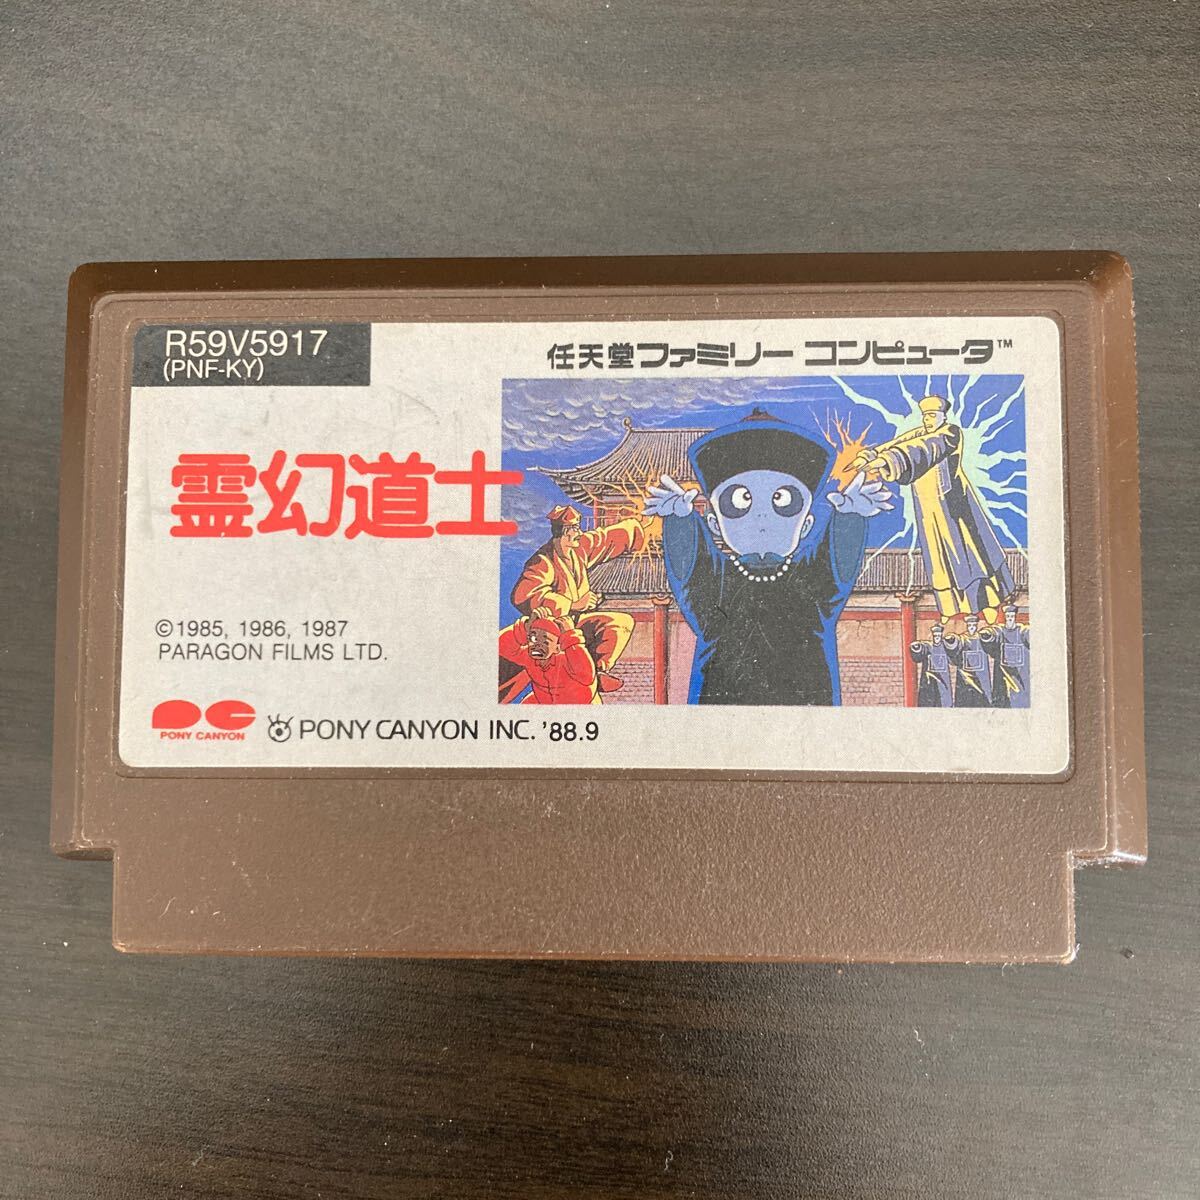 R59V5917
(PNF-KY)
任天堂ファミリー コンピュータ™
霊幻道士
©1985, 1986, 1987
PARAGON FILMS LTD.
PONY CANYON
PONY CANYON INC. '88.9